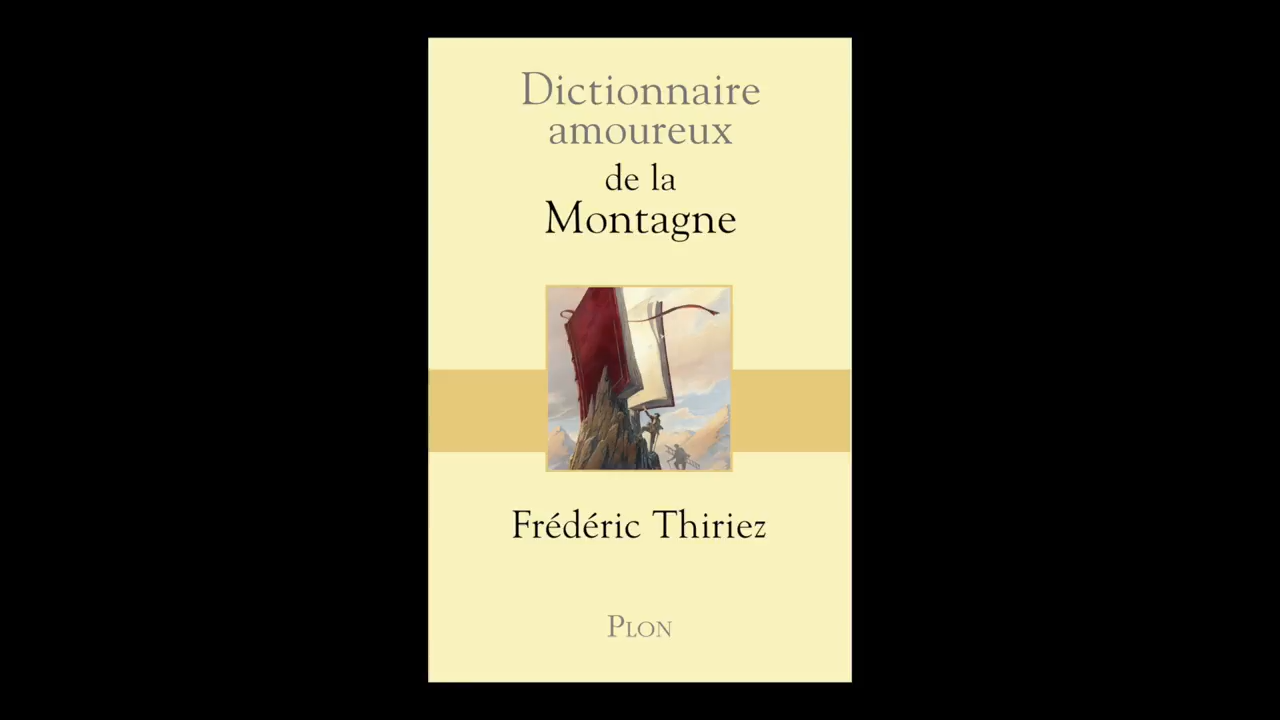 Dictionnaire
amoureux
de la
Montagne
Frédéric Thiriez
PLON